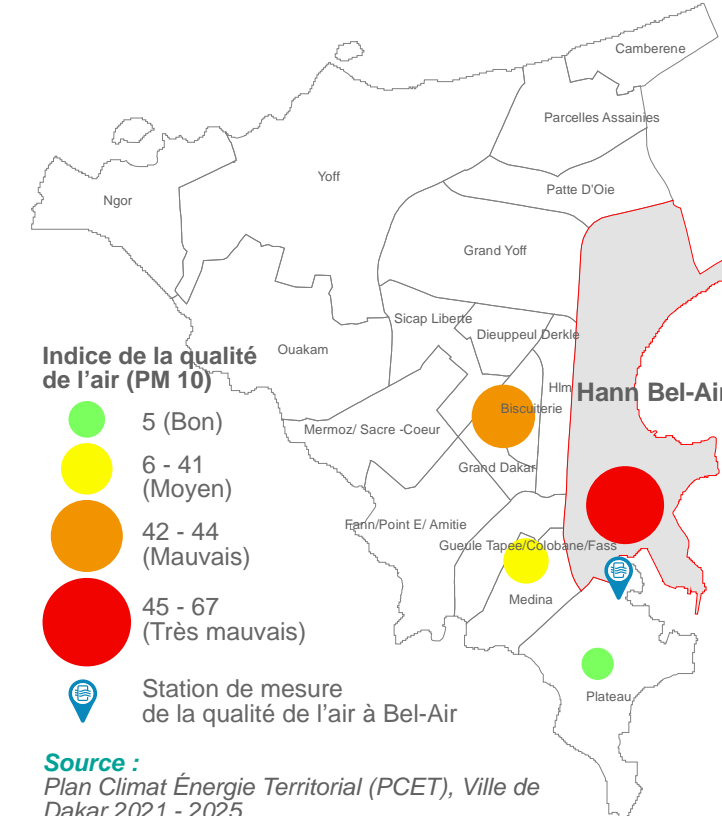 Camberene
Parcelles Assainies
Yoff
Patte D'Oie
Ngor
Grand Yoff
Sicap Liberte
Dieuppeul Derkle
Ouakam
Hlm
Hann Bel-Air
Biscuiterie
Mermoz/ Sacre -Coeur
Grand Dakar
Fann/Point E/ Amitie
Gueule Tapee/Colobane/Fass
Medina
Plateau
Indice de la qualité
de l'air (PM 10)
5 (Bon)
6 - 41
(Moyen)
42 - 44
(Mauvais)
45 - 67
(Très mauvais)
Station de mesure
de la qualité de l'air à Bel-Air
Source :
Plan Climat Énergie Territorial (PCET), Ville de
Dakar 2021 - 2025